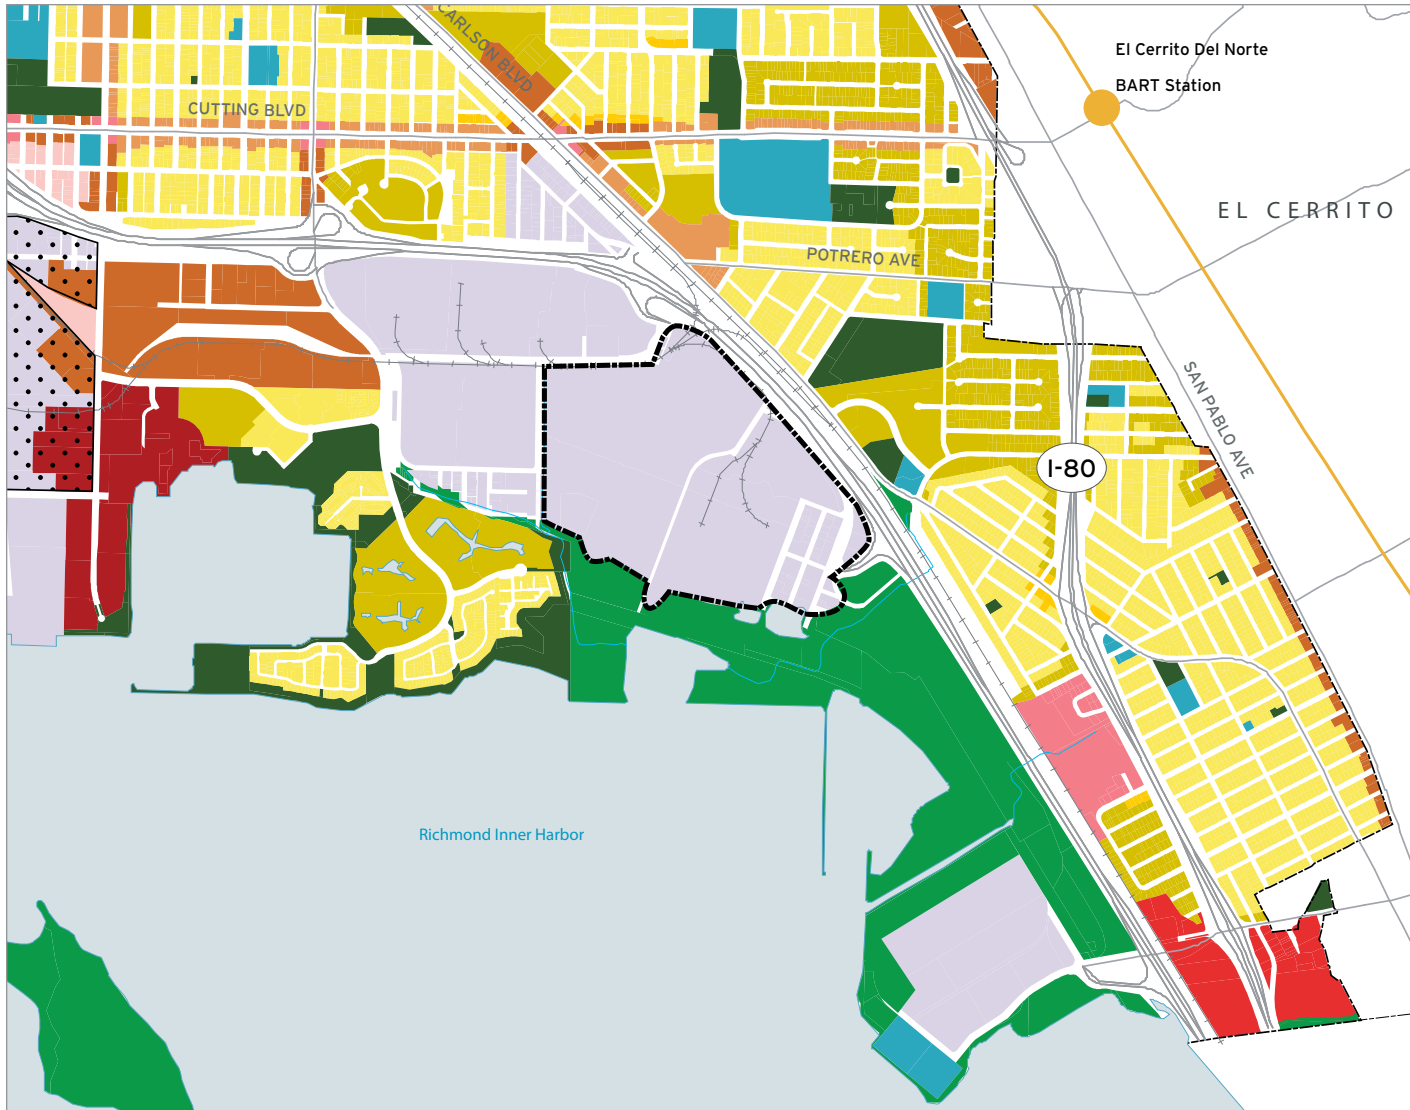 CARLSON BLVD
El Cerrito Del Norte
BART Station
CUTTING BLVD
EL CERRITO
POTRERO AVE
SAN PABLO AVE
I-80
Richmond Inner Harbor